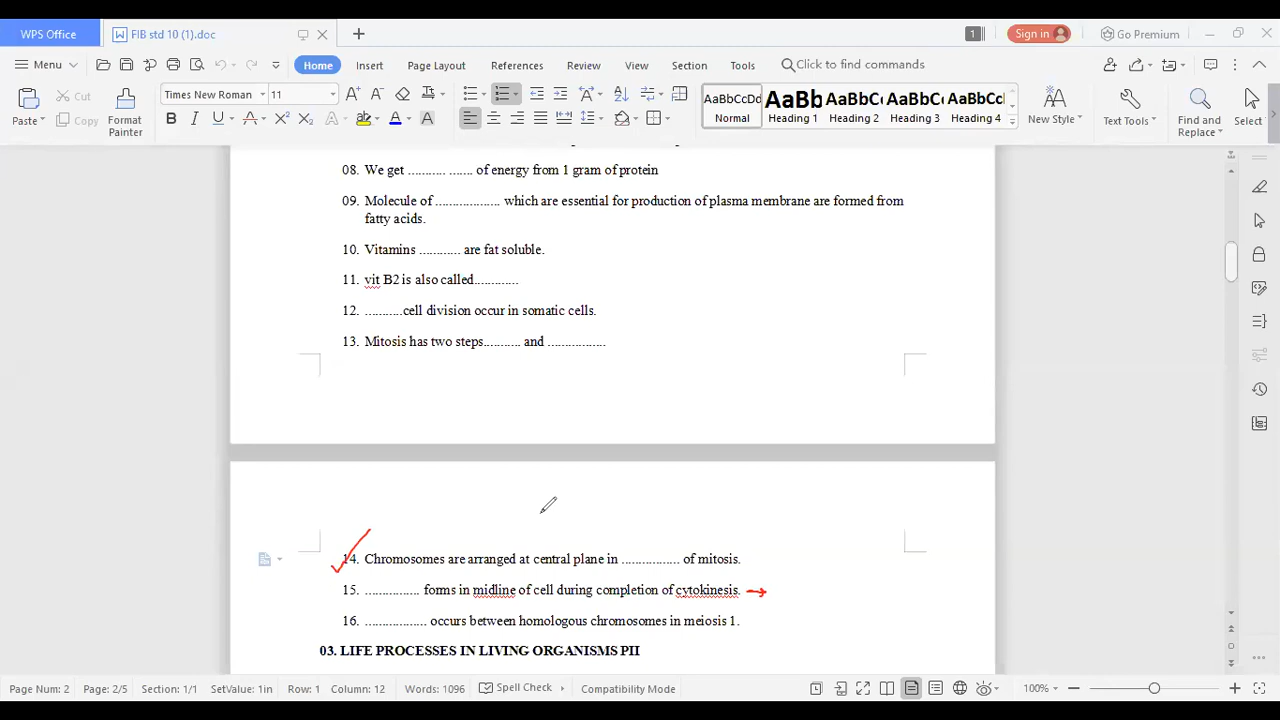 WPS Office
FIB std 10 (1).doc
1
Sign in
Go Premium
Menu
Home
Insert
Page Layout
References
Review
View
Section
Tools
Click to find commands
Paste
Cut
Copy
Format Painter
Times New Roman
11
AaBbCcDd Normal
AaBb Heading 1
AaBbC Heading 2
AaBbC Heading 3
AaBbC Heading 4
New Style
Text Tools
Find and Replace
Select
08. We get .......... ...... of energy from 1 gram of protein
09. Molecule of .................. which are essential for production of plasma membrane are formed from
fatty acids.
10. Vitamins ........... are fat soluble.
11. vit B2 is also called............
12. ..........cell division occur in somatic cells.
13. Mitosis has two steps.......... and ................
14. Chromosomes are arranged at central plane in ................ of mitosis.
15. ............... forms in midline of cell during completion of cytokinesis.
16. ................. occurs between homologous chromosomes in meiosis 1.
03. LIFE PROCESSES IN LIVING ORGANISMS PII
Page Num: 2
Page: 2/5
Section: 1/1
SetValue: 1in
Row: 1
Column: 12
Words: 1096
Spell Check
Compatibility Mode
100%